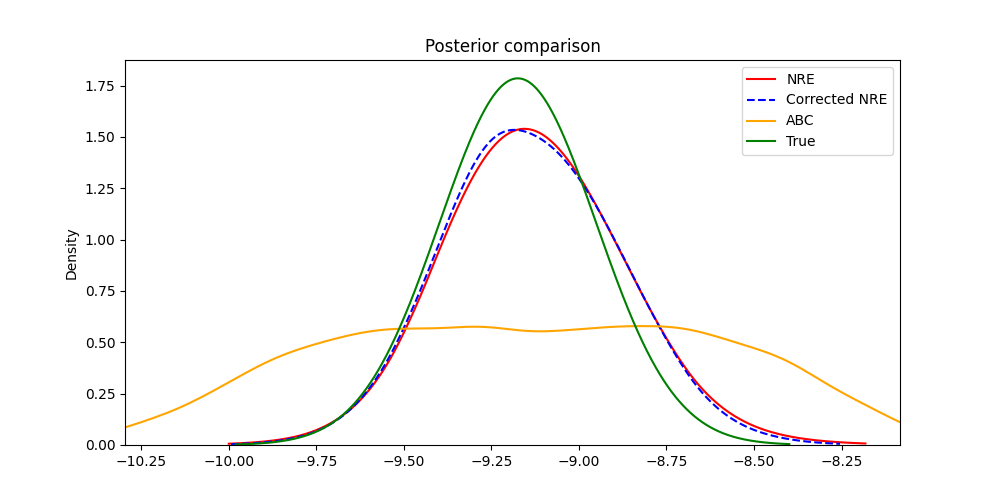 Posterior comparison
NRE
Corrected NRE
ABC
True
Density
1.75
1.50
1.25
1.00
0.75
0.50
0.25
0.00
−10.25 −10.00 −9.75 −9.50 −9.25 −9.00 −8.75 −8.50 −8.25